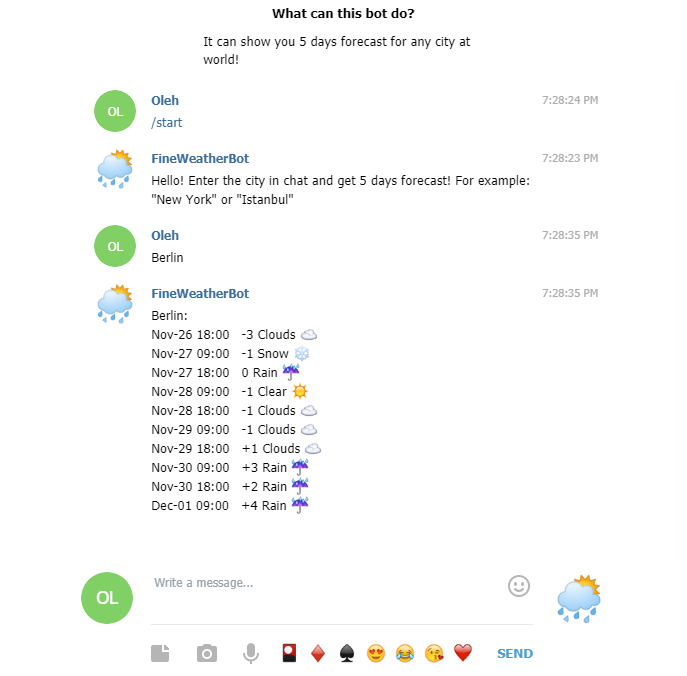 What can this bot do?
It can show you 5 days forecast for any city at
world!
OL
Oleh
7:28:24 PM
/start
FineWeatherBot
7:28:23 PM
Hello! Enter the city in chat and get 5 days forecast! For example:
"New York" or "Istanbul"
OL
Oleh
7:28:35 PM
Berlin
FineWeatherBot
7:28:35 PM
Berlin:
Nov-26 18:00 -3 Clouds ☁️
Nov-27 09:00 -1 Snow ❄️
Nov-27 18:00 0 Rain ☔
Nov-28 09:00 -1 Clear ☀️
Nov-28 18:00 -1 Clouds ☁️
Nov-29 09:00 -1 Clouds ☁️
Nov-29 18:00 +1 Clouds ☁️
Nov-30 09:00 +3 Rain ☔
Nov-30 18:00 +2 Rain ☔
Dec-01 09:00 +4 Rain ☔
OL
Write a message...
SEND